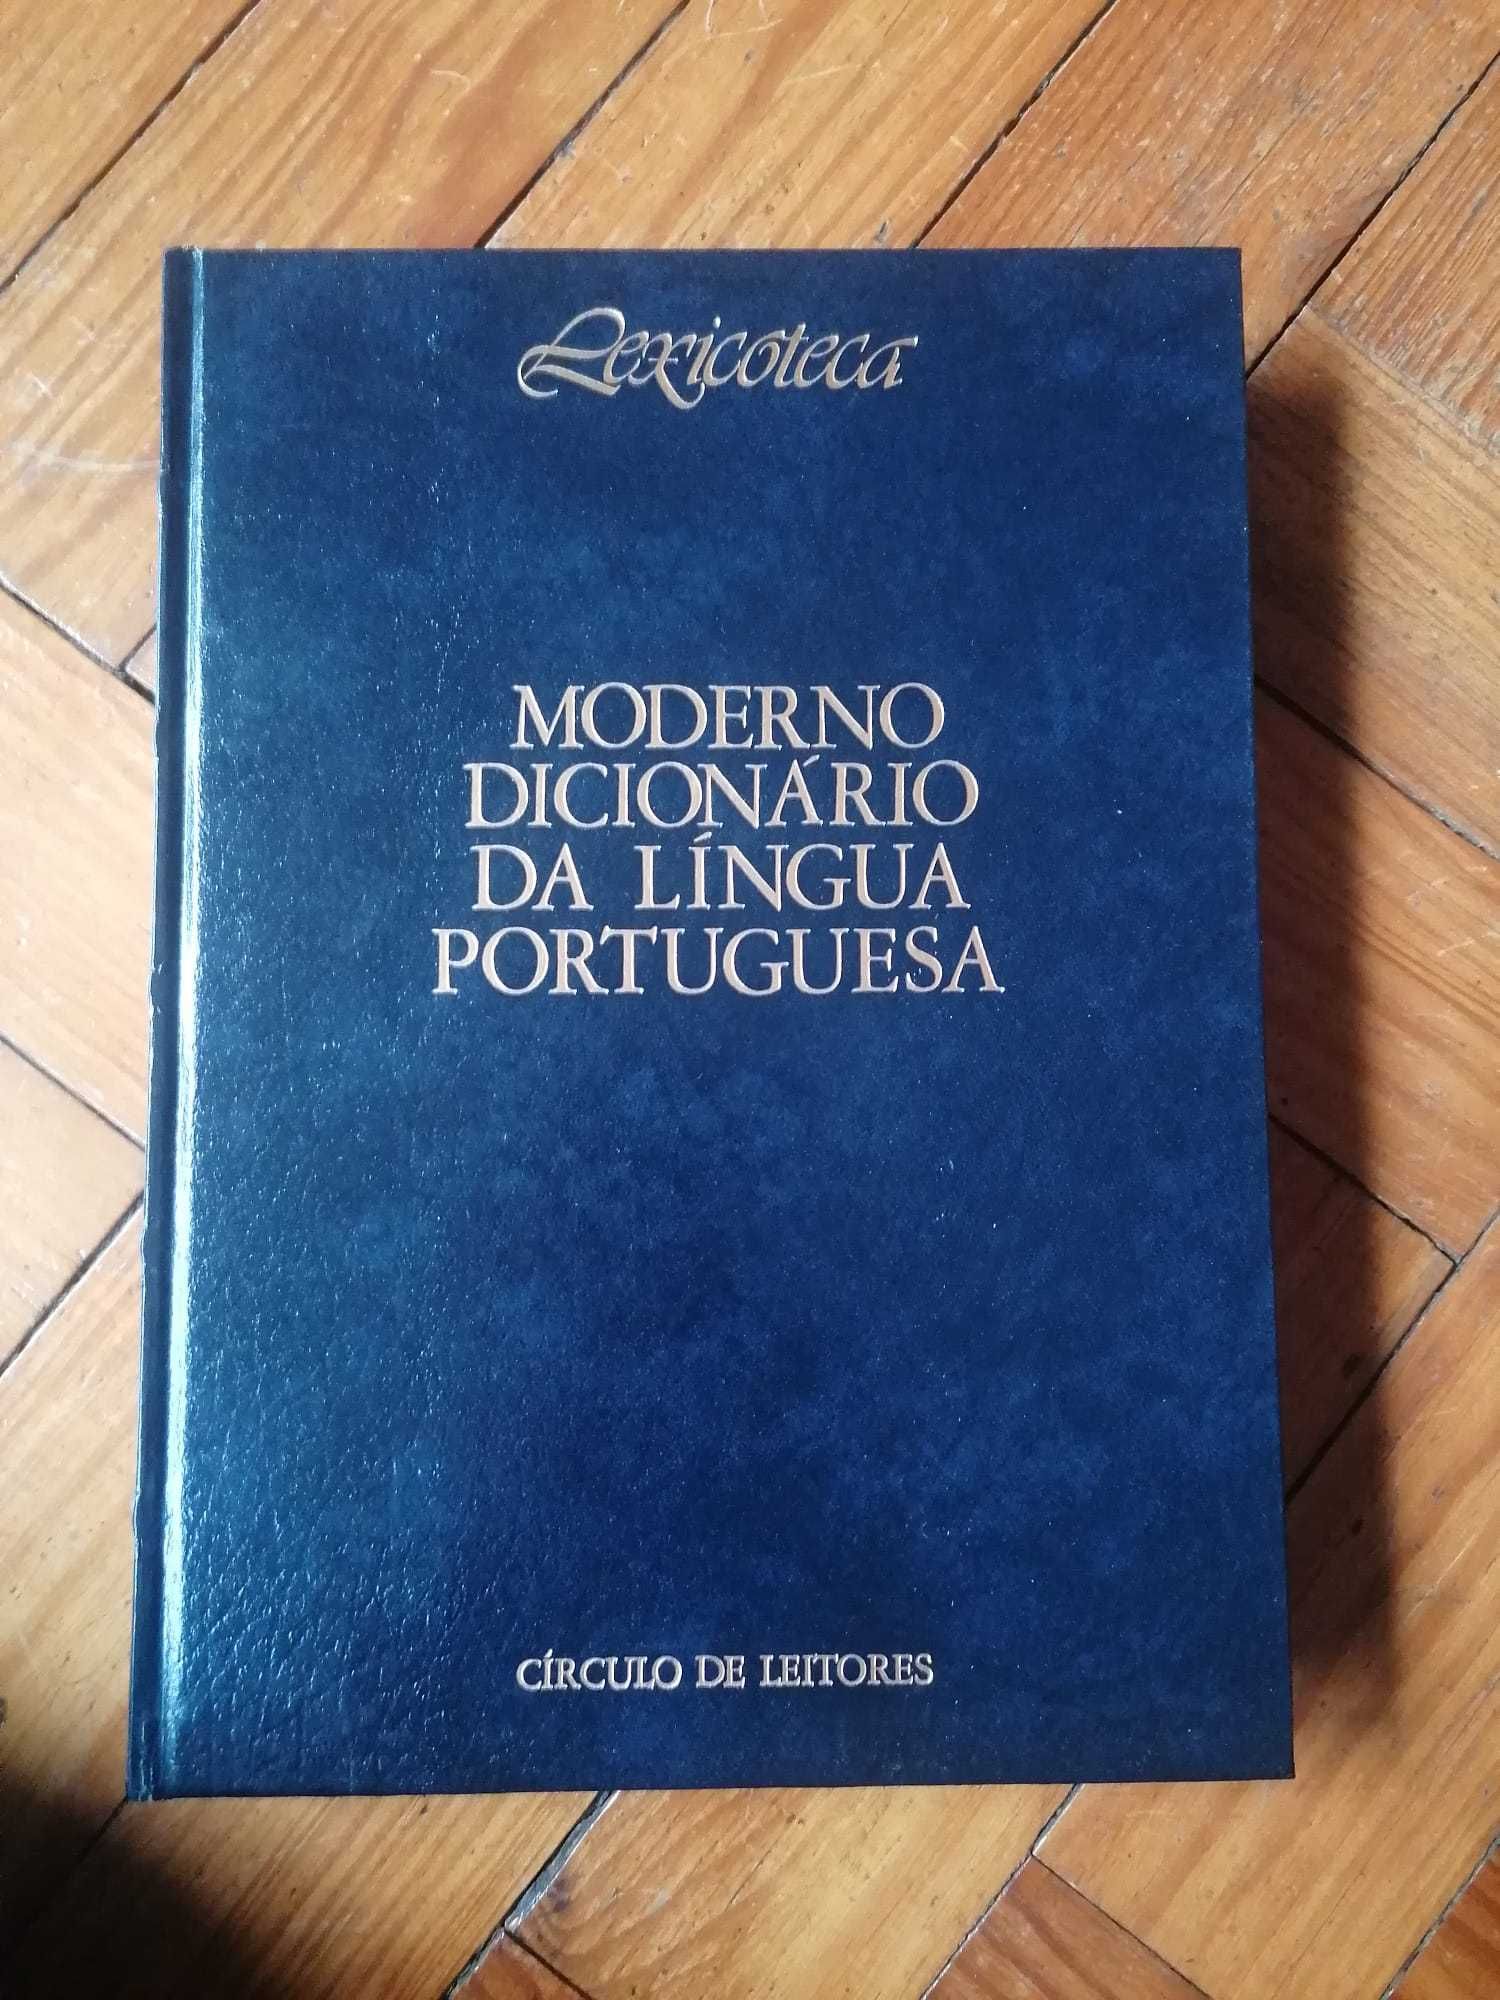 Lexicoteca
MODERNO
DICIONÁRIO
DA LÍNGUA
PORTUGUESA
CÍRCULO DE LEITORES